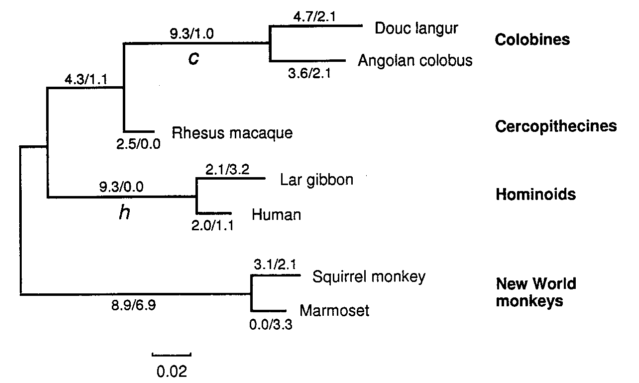 4.7/2.1
Douc langur
Colobines
9.3/1.0
c
Angolan colobus
3.6/2.1
4.3/1.1
Rhesus macaque
Cercopithecines
2.5/0.0
2.1/3.2
Lar gibbon
9.3/0.0
h
Hominoids
Human
2.0/1.1
3.1/2.1
Squirrel monkey
New World
monkeys
8.9/6.9
Marmoset
0.0/3.3
0.02